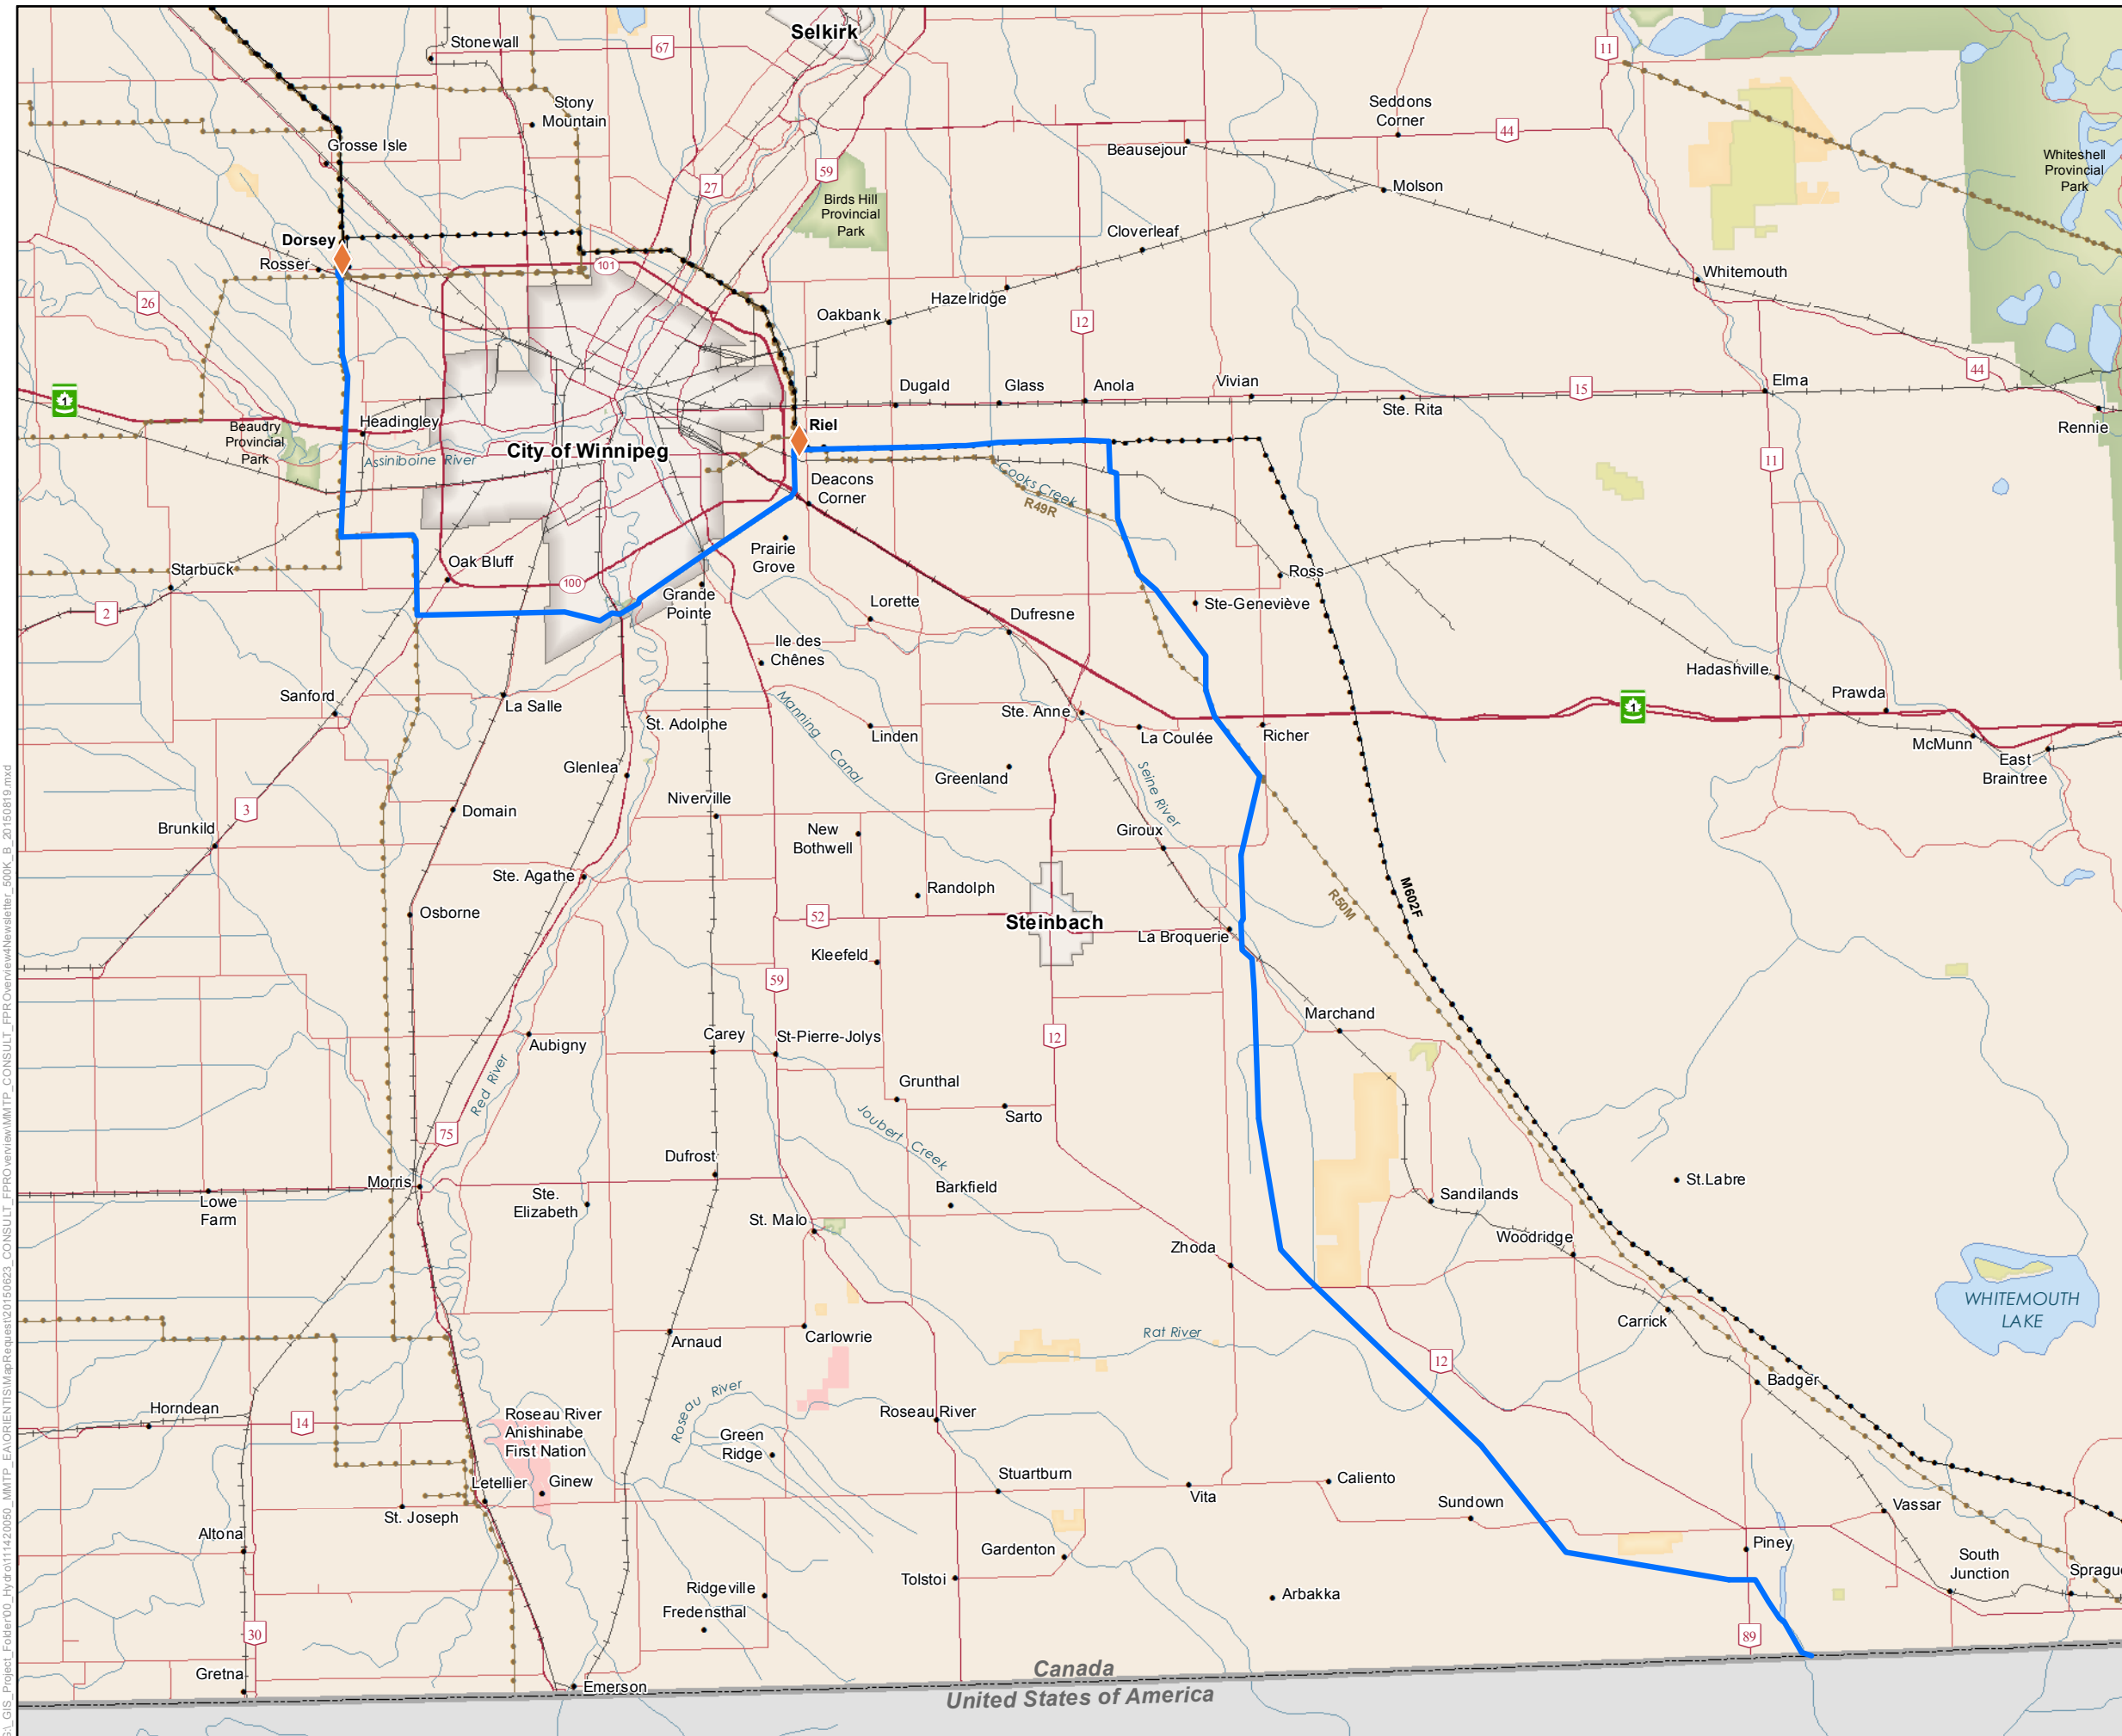 Selkirk
Stonewall
67
11
Seddons
Corner
Stony
Mountain
44
Grosse Isle
Beausejour
Whiteshell
Provincial
Park
59
27
Molson
Birds Hill
Provincial
Park
Cloverleaf
Dorsey
Rosser
101
Whitemouth
26
Hazelridge
Oakbank
12
44
Dugald
Glass
Anola
Vivian
15
Elma
1
Ste. Rita
Headingley
Beaudry
Provincial
Park
Riel
Rennie
City of Winnipeg
Assiniboine River
11
Deacons
Corner
Cooks Creek
R49R
Prairie
Grove
Oak Bluff
Starbuck
100
Ross
2
Grande
Pointe
Lorette
Ste-Geneviève
Dufresne
Ile des
Chênes
Hadashville
Sanford
La Salle
Prawda
1
Manning Canal
St. Adolphe
Ste. Anne
Linden
La Coulée
Richer
McMunn
East
Braintree
Glenlea
Greenland
Seine River
Niverville
3
Domain
Brunkild
New
Bothwell
Giroux
Ste. Agathe
Randolph
M602F
R50M
Osborne
52
Steinbach
La Broquerie
Kleefeld
59
Marchand
12
Carey
St-Pierre-Jolys
Aubigny
Red River
Grunthal
Sarto
Joubert Creek
75
Dufrost
Morris
St.Labre
Lowe
Farm
Ste.
Elizabeth
Barkfield
Sandilands
St. Malo
Woodridge
Zhoda
WHITEMOUTH
LAKE
Carrick
Arnaud
Carlowrie
Rat River
12
Badger
Roseau River
Horndean
14
Roseau River
Anishinabe
First Nation
Roseau River
Green
Ridge
Letellier
Ginew
Stuartburn
Vita
Caliento
Sundown
Vassar
St. Joseph
Altona
Piney
Gardenton
South
Junction
Sprague
Tolstoi
Ridgeville
Arbakka
Fredensthal
30
89
Gretna
Canada
Emerson
United States of America